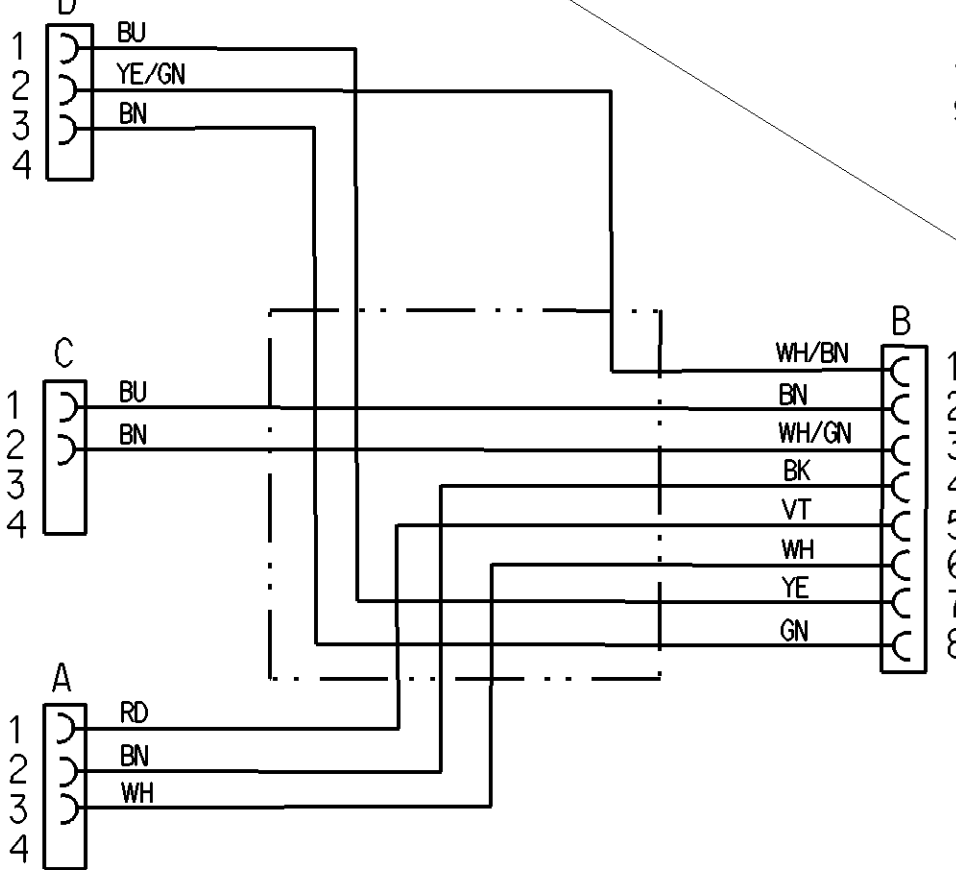 D
1 BU
2 YE/GN
3 BN
4
C
1 BU
2 BN
3
4
A
1 RD
2 BN
3 WH
4
B
WH/BN 1
BN 2
WH/GN 3
BK 4
VT 5
WH 6
YE 7
GN 8